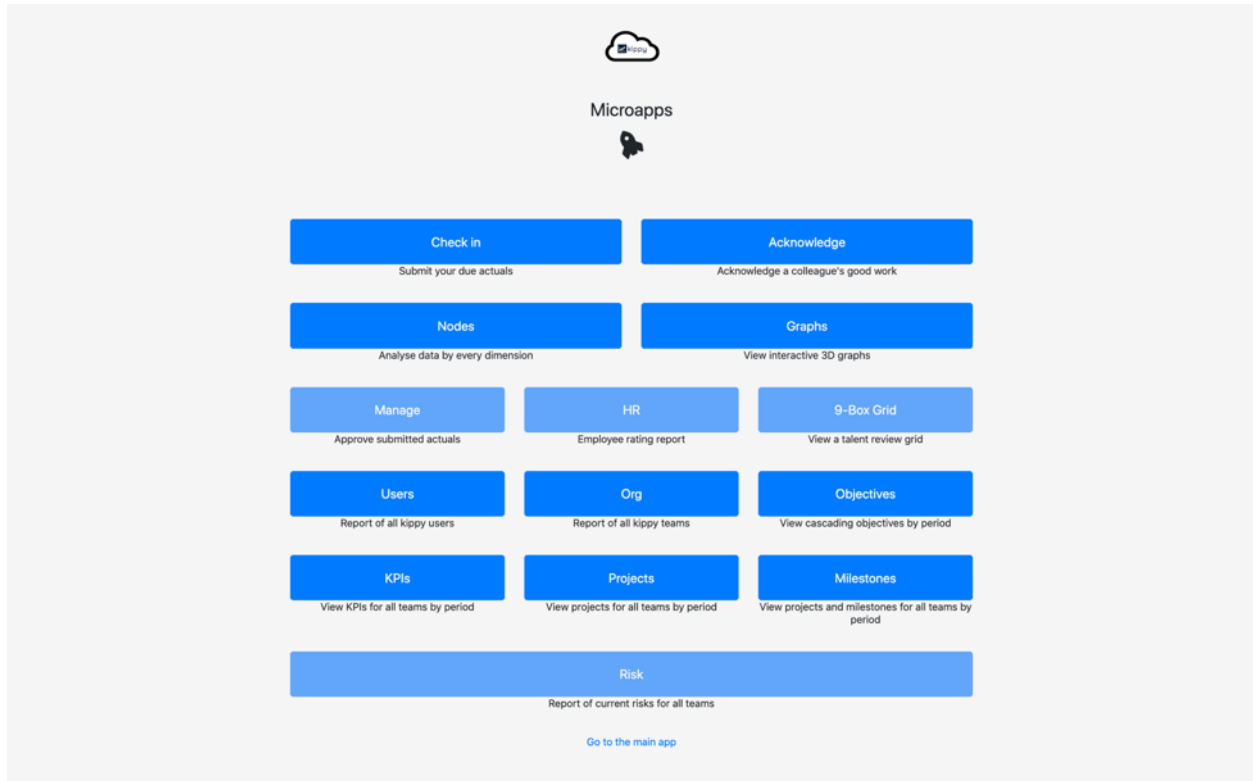 kippy
Microapps
Check in
Acknowledge
Submit your due actuals
Acknowledge a colleague's good work
Nodes
Graphs
Analyse data by every dimension
View interactive 3D graphs
Manage
HR
9-Box Grid
Approve submitted actuals
Employee rating report
View a talent review grid
Users
Org
Objectives
Report of all kippy users
Report of all kippy teams
View cascading objectives by period
KPIs
Projects
Milestones
View KPIs for all teams by period
View projects for all teams by period
View projects and milestones for all teams by
period
Risk
Report of current risks for all teams
Go to the main app